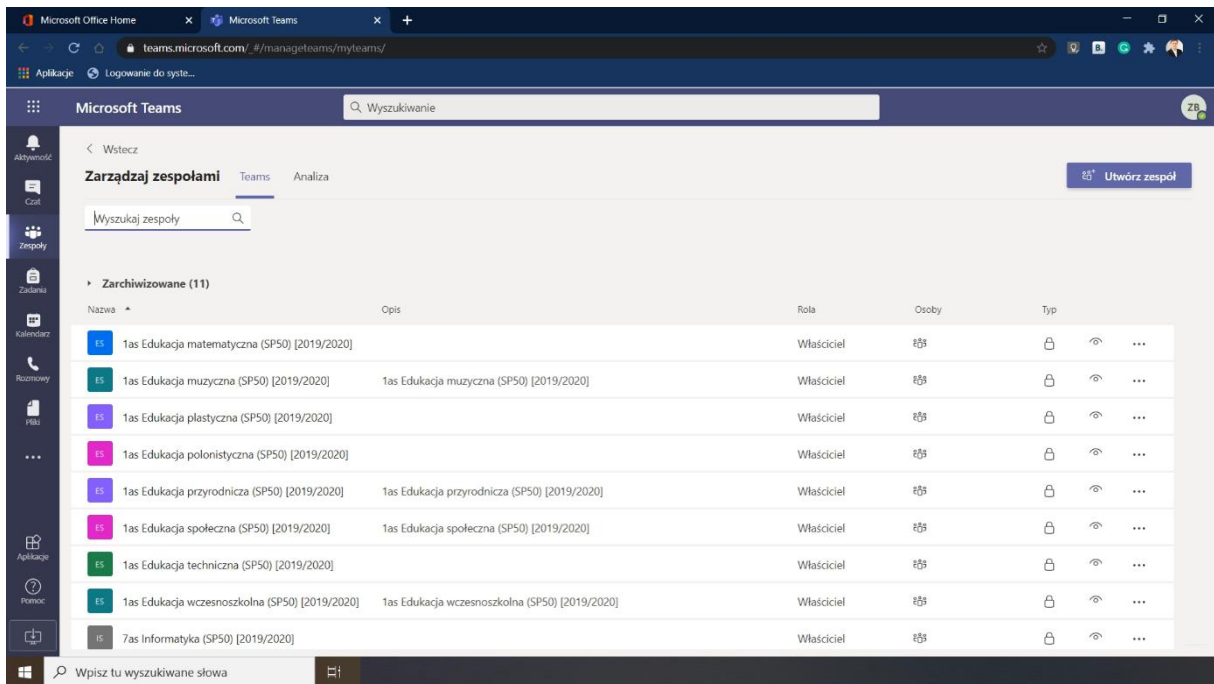 Microsoft Office Home
Microsoft Teams
teams.microsoft.com/_#/manageteams/myteams/
Aplikacje Logowanie do syste...
Microsoft Teams
Wyszukiwanie
ZB
Aktywność
Czat
Zespoły
Zadania
Kalendarz
Rozmowy
Pliki
Aplikacje
Pomoc
Wstecz
Zarządzaj zespołami Teams Analiza
Utwórz zespół
Wyszukaj zespoły
Zarchiwizowane (11)
Nazwa Opis Rola Osoby Typ
ES 1as Edukacja matematyczna (SP50) [2019/2020] Właściciel
ES 1as Edukacja muzyczna (SP50) [2019/2020] 1as Edukacja muzyczna (SP50) [2019/2020] Właściciel
ES 1as Edukacja plastyczna (SP50) [2019/2020] Właściciel
ES 1as Edukacja polonistyczna (SP50) [2019/2020] Właściciel
ES 1as Edukacja przyrodnicza (SP50) [2019/2020] 1as Edukacja przyrodnicza (SP50) [2019/2020] Właściciel
ES 1as Edukacja społeczna (SP50) [2019/2020] 1as Edukacja społeczna (SP50) [2019/2020] Właściciel
ES 1as Edukacja techniczna (SP50) [2019/2020] Właściciel
ES 1as Edukacja wczesnoszkolna (SP50) [2019/2020] 1as Edukacja wczesnoszkolna (SP50) [2019/2020] Właściciel
IS 7as Informatyka (SP50) [2019/2020] Właściciel
Wpisz tu wyszukiwane słowa